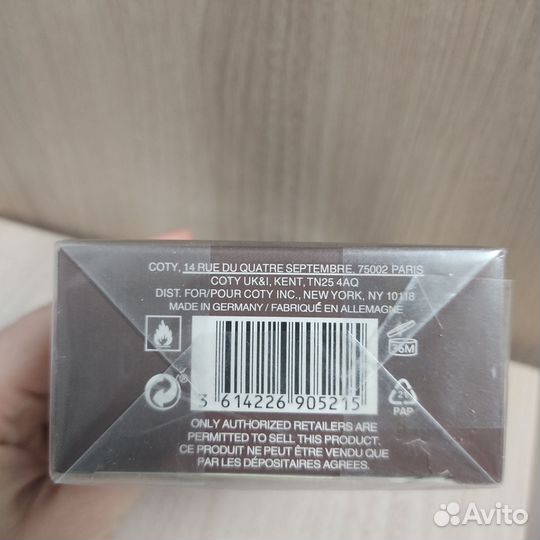 COTY, 14 RUE DU QUATRE SEPTEMBRE, 75002 PARIS
COTY UK&I, KENT, TN25 4AQ
DIST. FOR/POUR COTY INC., NEW YORK, NY 10118
MADE IN GERMANY / FABRIQUÉ EN ALLEMAGNE
36M
3 614226 905215
PAP
ONLY AUTHORIZED RETAILERS ARE
PERMITTED TO SELL THIS PRODUCT.
CE PRODUIT NE PEUT ÊTRE VENDU QUE
PAR LES DÉPOSITAIRES AGREES.
Avito